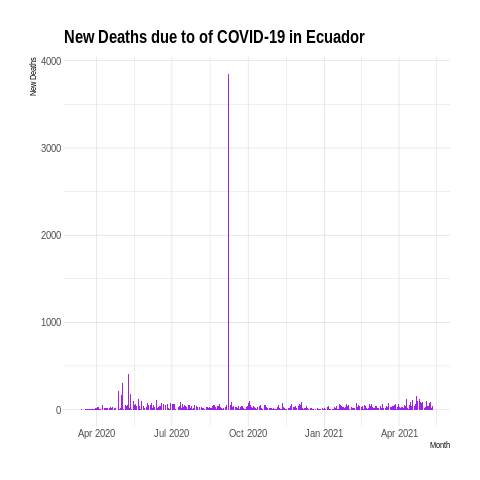 New Deaths due to of COVID-19 in Ecuador
New Deaths
4000
3000
2000
1000
0
Apr 2020 Jul 2020 Oct 2020 Jan 2021 Apr 2021
Month